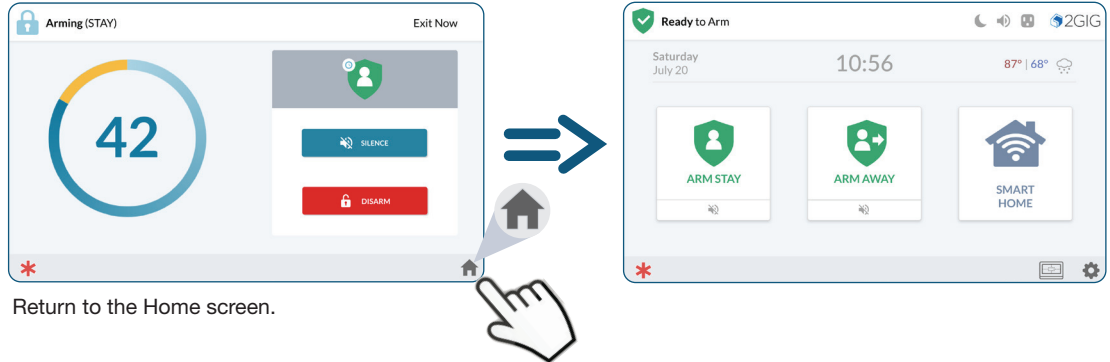 Arming (STAY)
Exit Now
42
SILENCE
DISARM
Return to the Home screen.
Ready to Arm
2GIG
Saturday
July 20
10:56
87° | 68°
ARM STAY
ARM AWAY
SMART
HOME